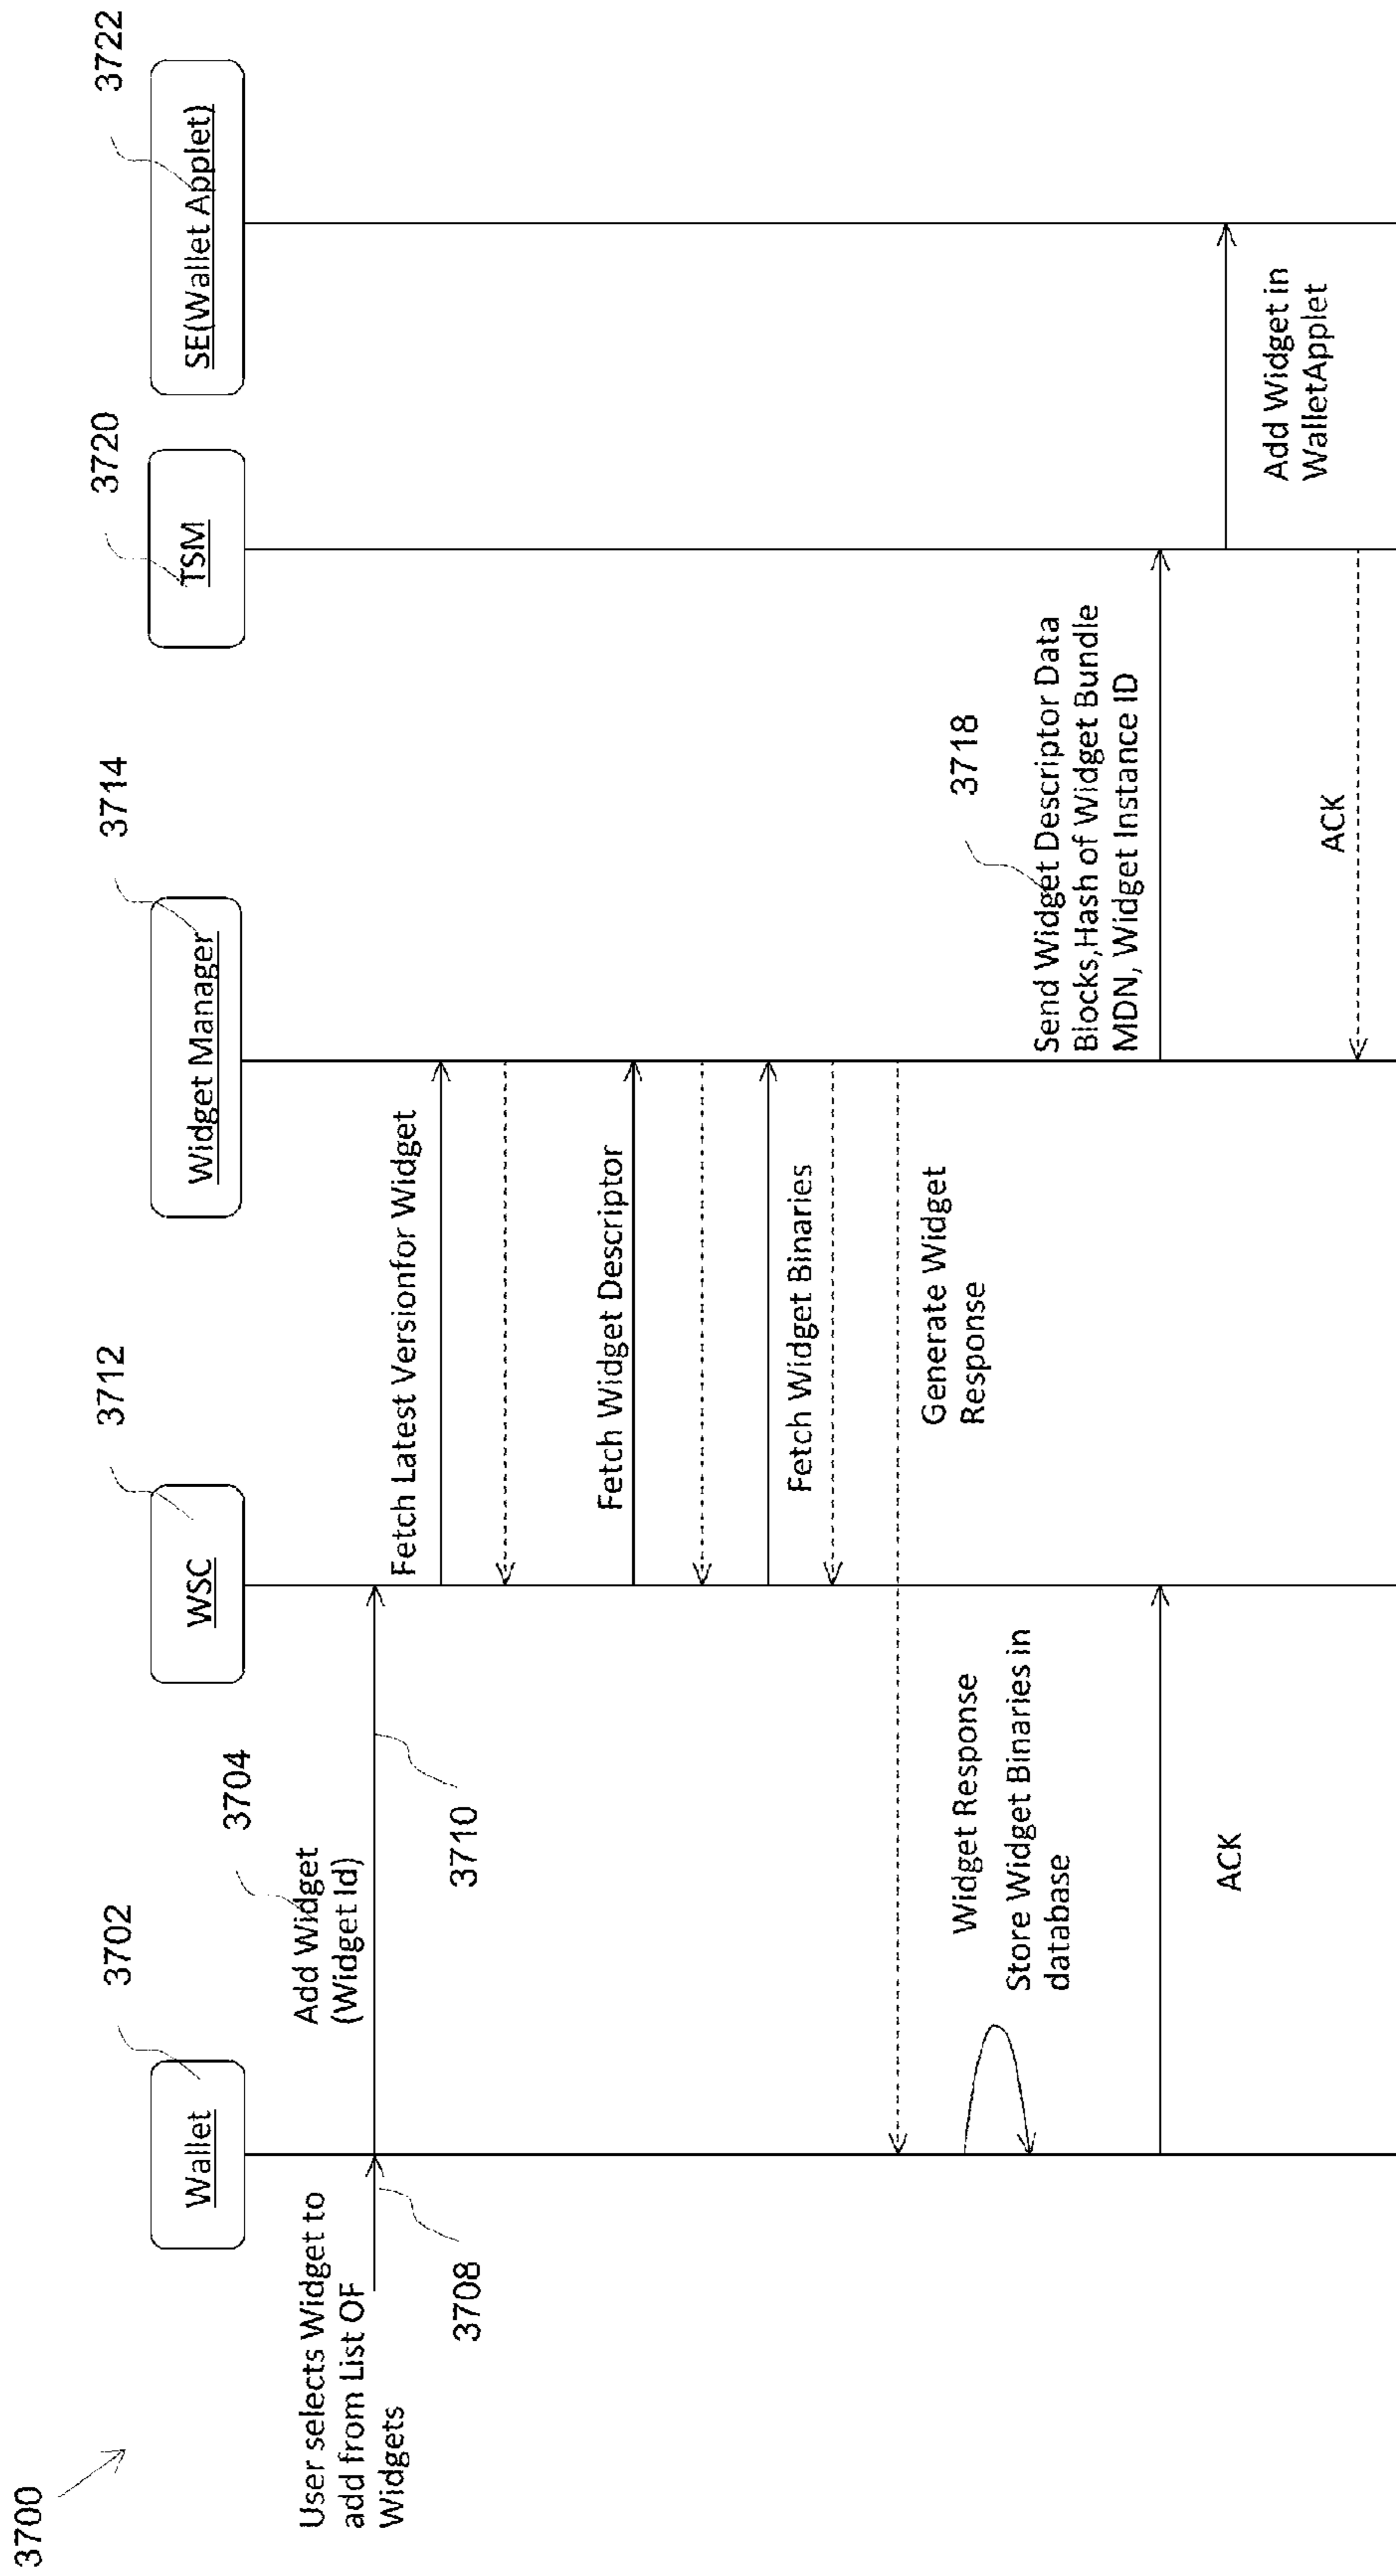 3700
3702
3712
3714
3720
3722
Wallet
WSC
Widget Manager
TSM
SE(Wallet Applet)
User selects Widget to
add from List OF
Widgets
3708
3704
Add Widget
(Widget Id)
3710
Fetch Latest Versionfor Widget
Fetch Widget Descriptor
Fetch Widget Binaries
Generate Widget
Response
Widget Response
Store Widget Binaries in
database
ACK
3718
Send Widget Descriptor Data
Blocks,Hash of Widget Bundle
MDN, Widget Instance ID
Add Widget in
WalletApplet
ACK